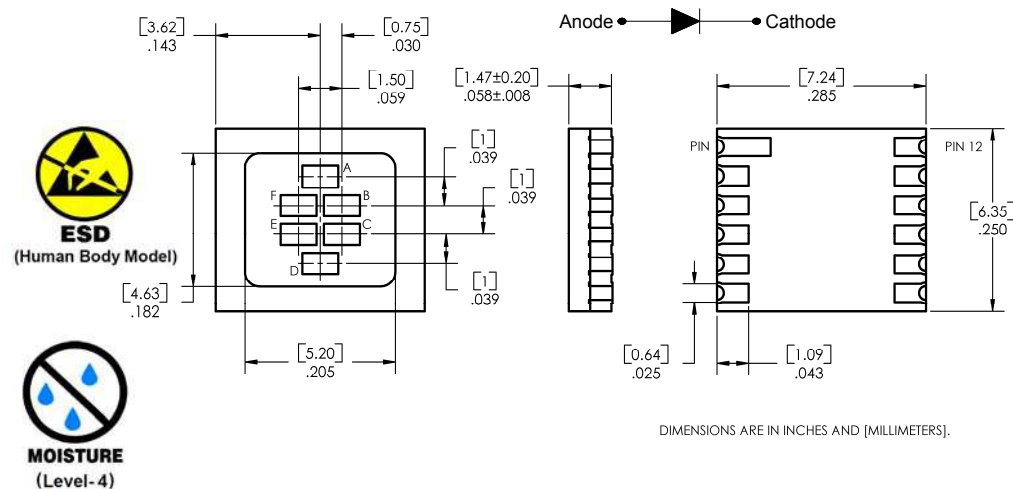 Anode
Cathode
[3.62]
.143
[0.75]
.030
[1.50]
.059
[1.47±0.20]
.058±.008
[7.24]
.285
A
F
B
E
C
D
[1]
.039
[1]
.039
[1]
.039
PIN
PIN 12
[6.35]
.250
ESD
(Human Body Model)
[4.63]
.182
[5.20]
.205
[0.64]
.025
[1.09]
.043
MOISTURE
(Level-4)
DIMENSIONS ARE IN INCHES AND [MILLIMETERS].